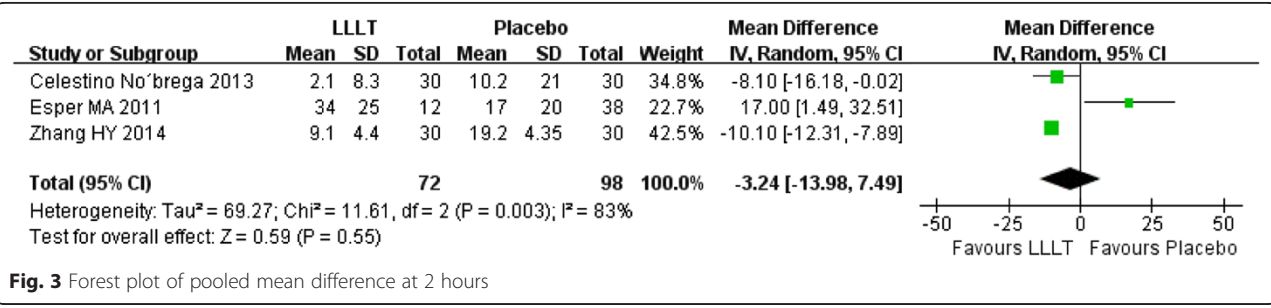 LLLT Placebo Mean Difference Mean Difference
Study or Subgroup Mean SD Total Mean SD Total Weight IV, Random, 95% CI IV, Random, 95% CI
Celestino No´brega 2013 2.1 8.3 30 10.2 21 30 34.8% -8.10 [-16.18, -0.02]
Esper MA 2011 34 25 12 17 20 38 22.7% 17.00 [1.49, 32.51]
Zhang HY 2014 9.1 4.4 30 19.2 4.35 30 42.5% -10.10 [-12.31, -7.89]
Total (95% CI) 72 98 100.0% -3.24 [-13.98, 7.49]
Heterogeneity: Tau² = 69.27; Chi² = 11.61, df = 2 (P = 0.003); I² = 83%
Test for overall effect: Z = 0.59 (P = 0.55)
-50 -25 0 25 50
Favours LLLT Favours Placebo
Fig. 3 Forest plot of pooled mean difference at 2 hours